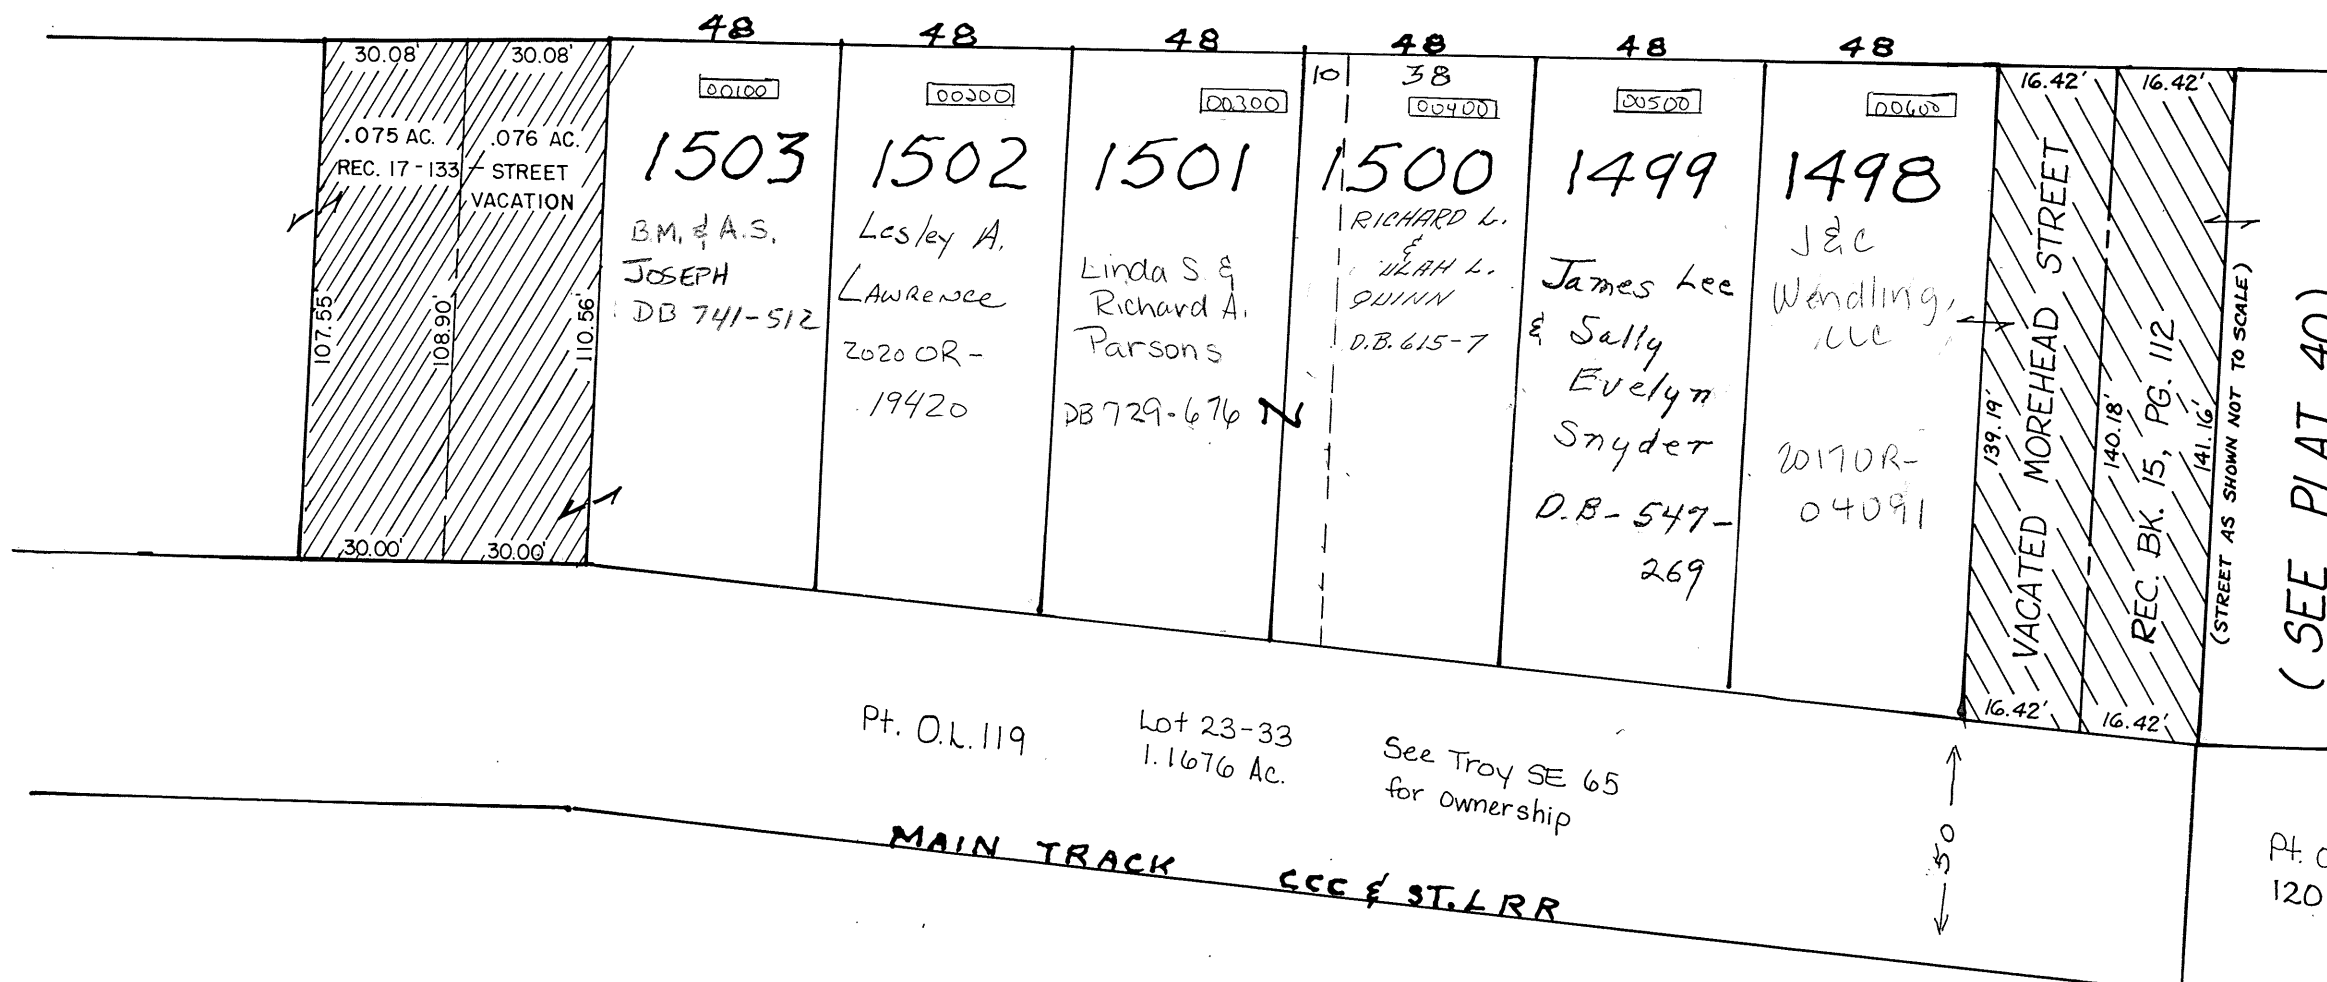 48 48 48 48 48 48
30.08' 30.08'
10 38
16.42' 16.42'
00100 00200 00300 00400 00500 00600
.075 AC. .076 AC.
REC. 17-133 - STREET
VACATION
107.55' 108.90' 110.56'
30.00' 30.00'
1503
B.M. & A.S.
JOSEPH
DB 741-512
1502
Lesley A.
LAWRENCE
2020 OR-
19420
1501
Linda S. &
Richard A.
Parsons
DB 729-676
Z
1500
RICHARD L.
&
L.
QUINN
D.B. 615-7
1499
James Lee
& Sally
Evelyn
Snyder
D.B- 547-
269
1498
J & C
Wendling,
LLC
2017OR-
04091
139.19'
VACATED MOREHEAD STREET
140.18'
REC. BK. 15, PG. 112
141.16'
(STREET AS SHOWN NOT TO SCALE)
(SEE PLAT 40)
16.42' 16.42'
Pt. O.L. 119
Lot 23-33
1.1676 Ac.
See Troy SE 65
for ownership
50
MAIN TRACK CCC & ST. L RR
Pt. O
120